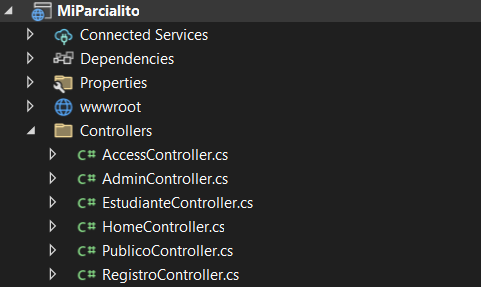 MiParcialito
Connected Services
Dependencies
Properties
wwwroot
Controllers
C# AccessController.cs
C# AdminController.cs
C# EstudianteController.cs
C# HomeController.cs
C# PublicoController.cs
C# RegistroController.cs